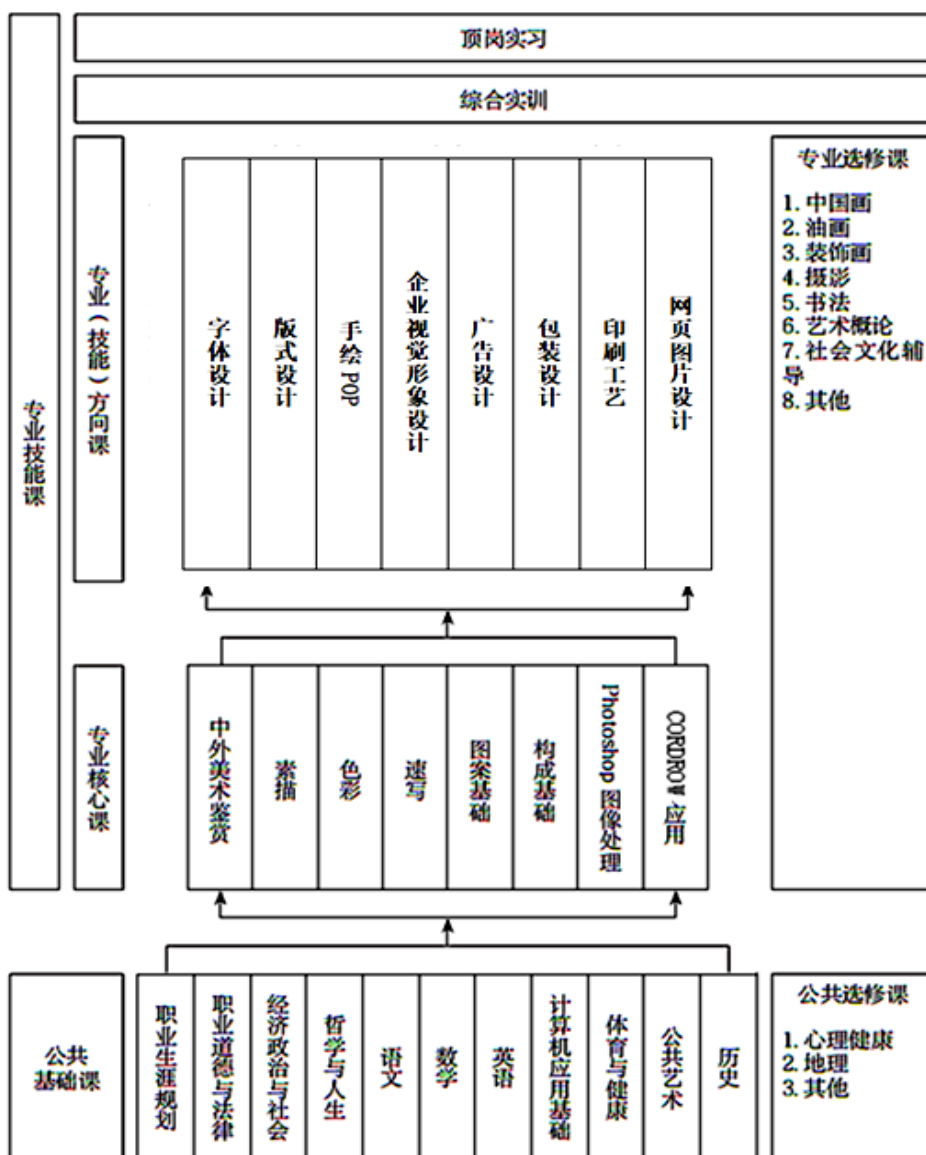 顶岗实习
综合实训
专业技能课
专业（技能）方向课
字体设计
版式设计
手绘 POP
企业视觉形象设计
广告设计
包装设计
印刷工艺
网页图片设计
专业选修课
1. 中国画
2. 油画
3. 装饰画
4. 摄影
5. 书法
6. 艺术概论
7. 社会文化辅
导
8. 其他
专业核心课
中外美术鉴赏
素描
色彩
速写
图案基础
构成基础
Photoshop 图像处理
CORDROW 应用
公共
基础课
职业生涯规划
职业道德与法律
经济政治与社会
哲学与人生
语文
数学
英语
计算机应用基础
体育与健康
公共艺术
历史
公共选修课
1. 心理健康
2. 地理
3. 其他